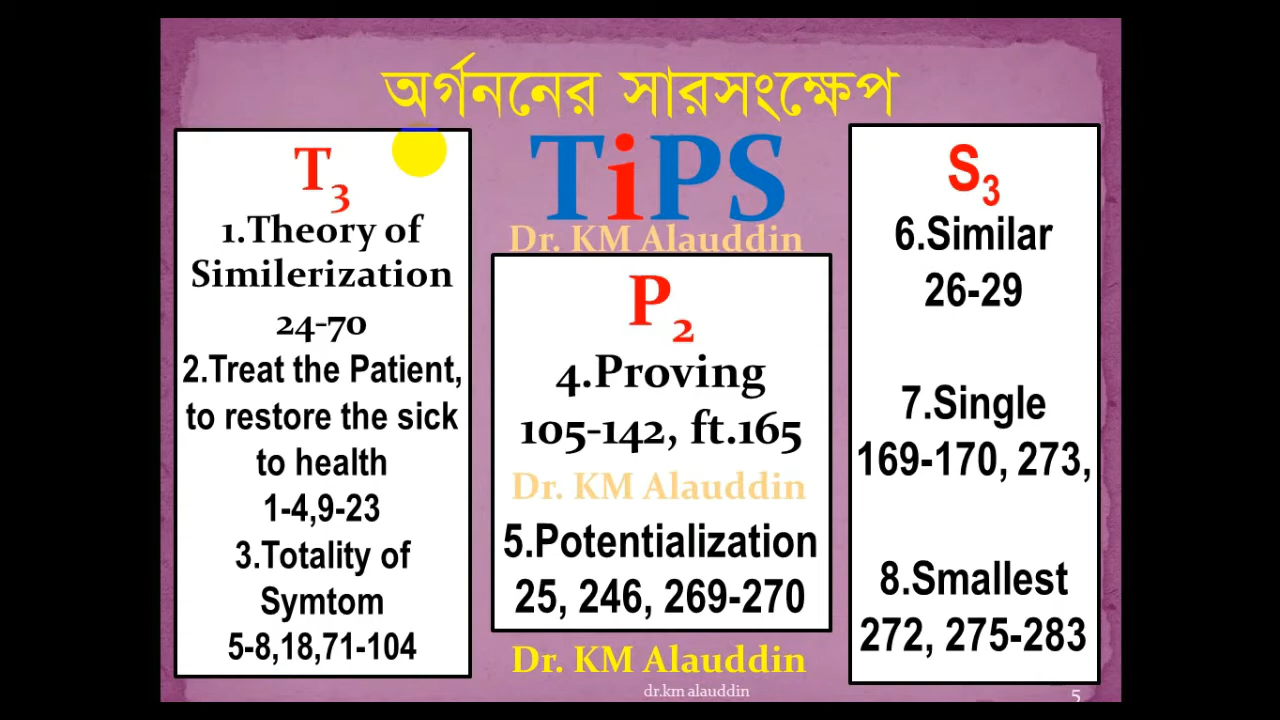 অর্গননের সারসংক্ষেপ
TiPS
Dr. KM Alauddin
T3
1.Theory of
Similerization
24-70
2.Treat the Patient,
to restore the sick
to health
1-4,9-23
3.Totality of
Symtom
5-8,18,71-104
P2
4.Proving
105-142, ft.165
Dr. KM Alauddin
5.Potentialization
25, 246, 269-270
S3
6.Similar
26-29
7.Single
169-170, 273,
8.Smallest
272, 275-283
Dr. KM Alauddin
dr.km alauddin
5